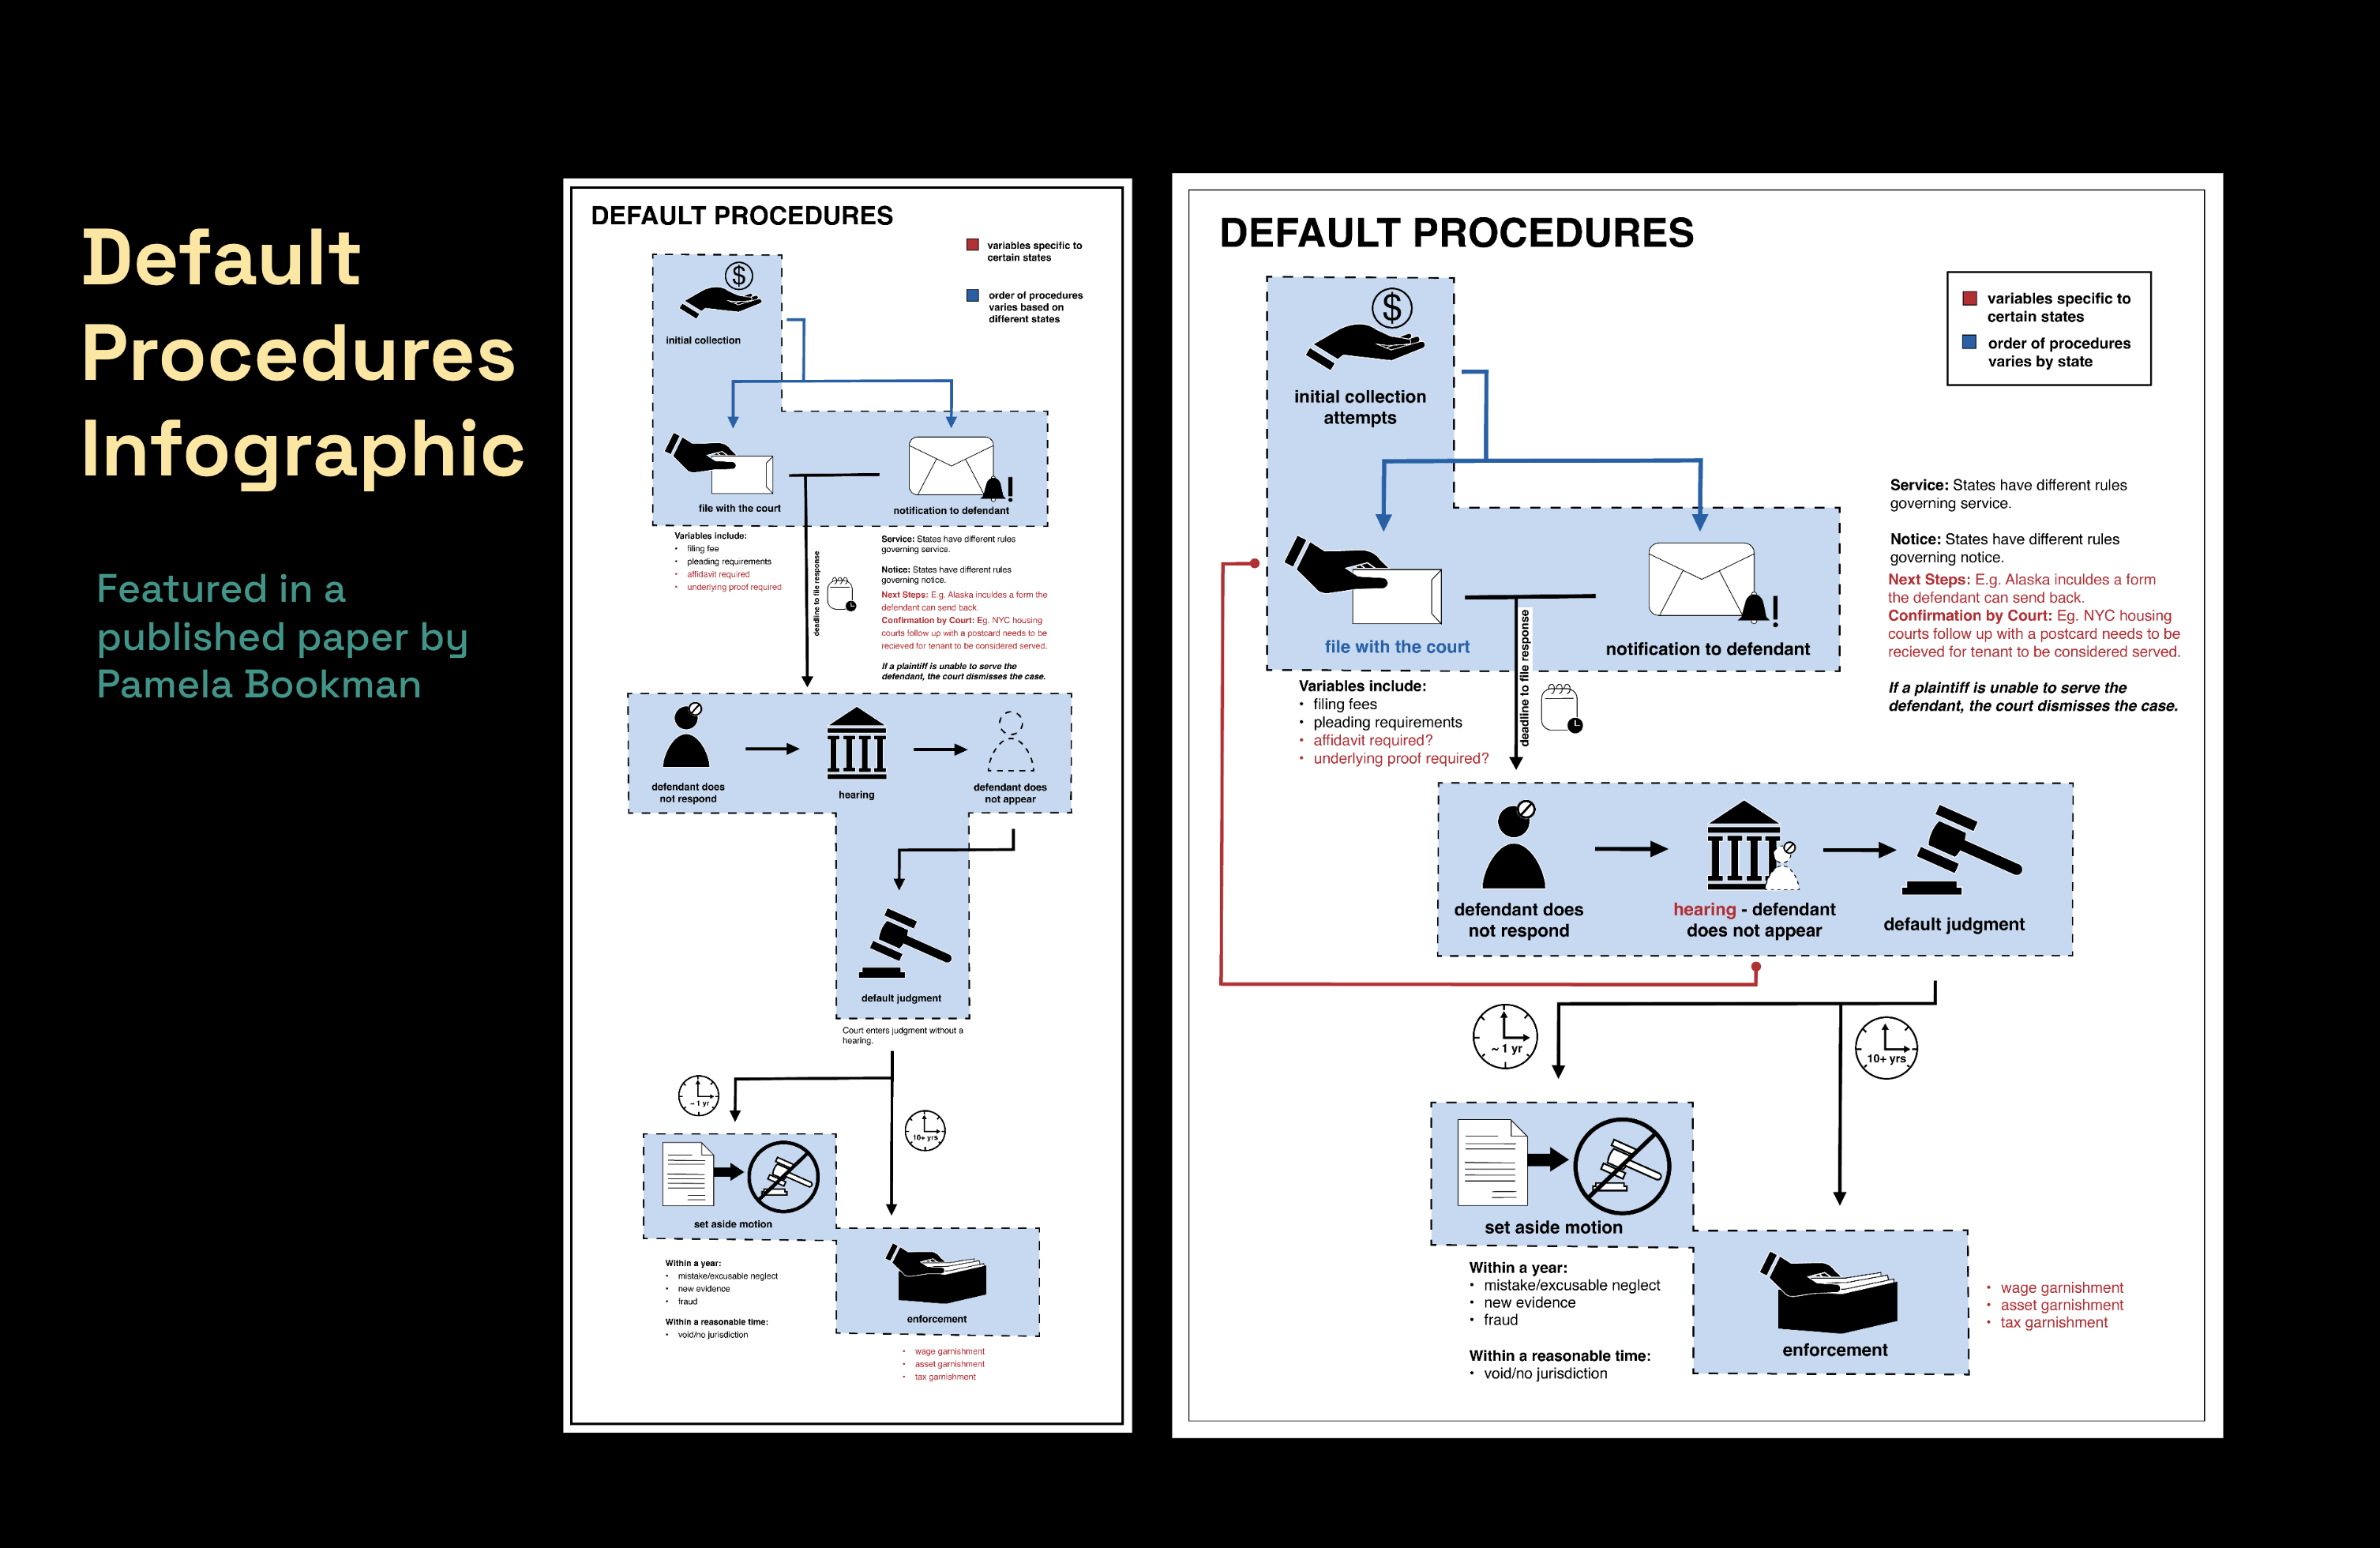 Default
Procedures
Infographic
Featured in a
published paper by
Pamela Bookman
DEFAULT PROCEDURES
variables specific to
certain states
order of procedures
varies based on
different states
$
initial collection
file with the court
notification to defendant
Variables include:
• filing fee
• pleading requirements
• affidavit required
• underlying proof required
deadline to file response
Service: States have different rules
governing service.
Notice: States have different rules
governing notice.
Next Steps: E.g. Alaska inculdes a form the
defendant can send back.
Confirmation by Court: Eg. NYC housing
courts follow up with a postcard needs to be
recieved for tenant to be considered served.
If a plaintiff is unable to serve the
defendant, the court dismisses the case.
defendant does
not respond
hearing
defendant does
not appear
default judgment
Court enters judgment without a
hearing.
~ 1 yr
10+ yrs
set aside motion
Within a year:
• mistake/excusable neglect
• new evidence
• fraud
Within a reasonable time:
• void/no jurisdiction
enforcement
• wage garnishment
• asset garnishment
• tax garnishment
DEFAULT PROCEDURES
variables specific to
certain states
order of procedures
varies by state
$
initial collection
attempts
file with the court
!
notification to defendant
Service: States have different rules
governing service.
Notice: States have different rules
governing notice.
Next Steps: E.g. Alaska inculdes a form
the defendant can send back.
Confirmation by Court: Eg. NYC housing
courts follow up with a postcard needs to be
recieved for tenant to be considered served.
If a plaintiff is unable to serve the
defendant, the court dismisses the case.
Variables include:
• filing fees
• pleading requirements
• affidavit required?
• underlying proof required?
deadline to file response
defendant does
not respond
hearing - defendant
does not appear
default judgment
~ 1 yr
10+ yrs
set aside motion
Within a year:
• mistake/excusable neglect
• new evidence
• fraud
Within a reasonable time:
• void/no jurisdiction
enforcement
• wage garnishment
• asset garnishment
• tax garnishment